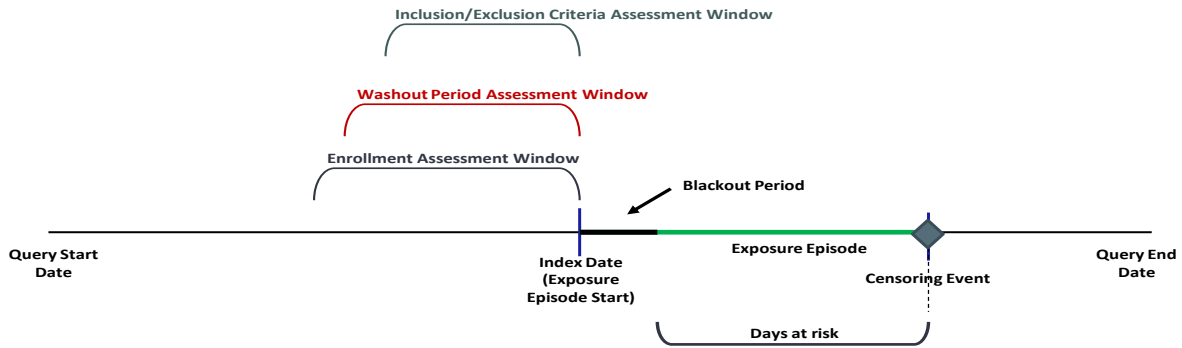 Inclusion/Exclusion Criteria Assessment Window
Washout Period Assessment Window
Enrollment Assessment Window
Blackout Period
Query Start
Date
Index Date
(Exposure
Episode Start)
Exposure Episode
Censoring Event
Query End
Date
Days at risk